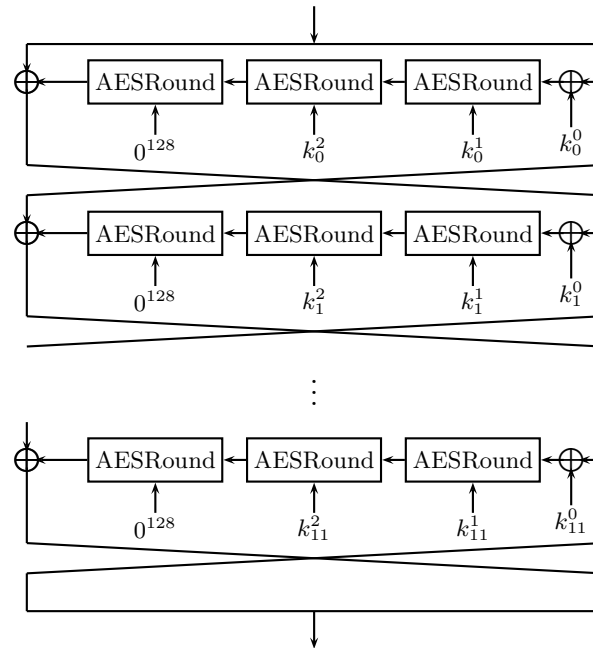 AESRound AESRound AESRound
0^128 k_0^2 k_0^1 k_0^0
AESRound AESRound AESRound
0^128 k_1^2 k_1^1 k_1^0
⋮
AESRound AESRound AESRound
0^128 k_11^2 k_11^1 k_11^0